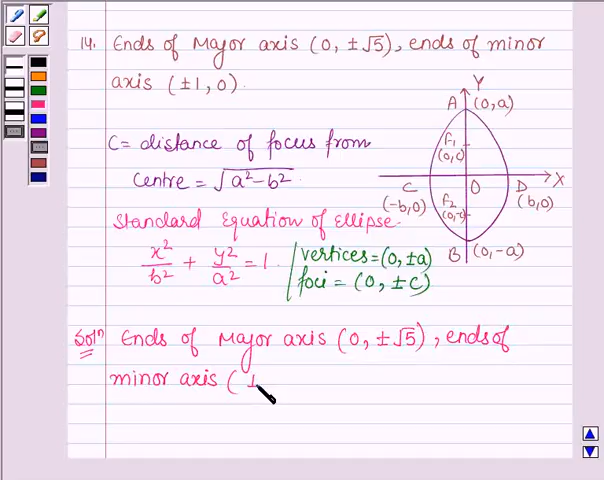 14. Ends of Major axis (0, ±√5), ends of minor
axis (±1, 0).
C = distance of focus from
centre = √a²-b².
Standard Equation of Ellipse
x²/b² + y²/a² = 1.
vertices = (0, ±a)
foci = (0, ±c)
Y
A (0, a)
F1
(0, c)
C O D X
(-b, 0) (b, 0)
F2
B (0, -a)
Soln Ends of Major axis (0, ±√5), ends of
minor axis (±